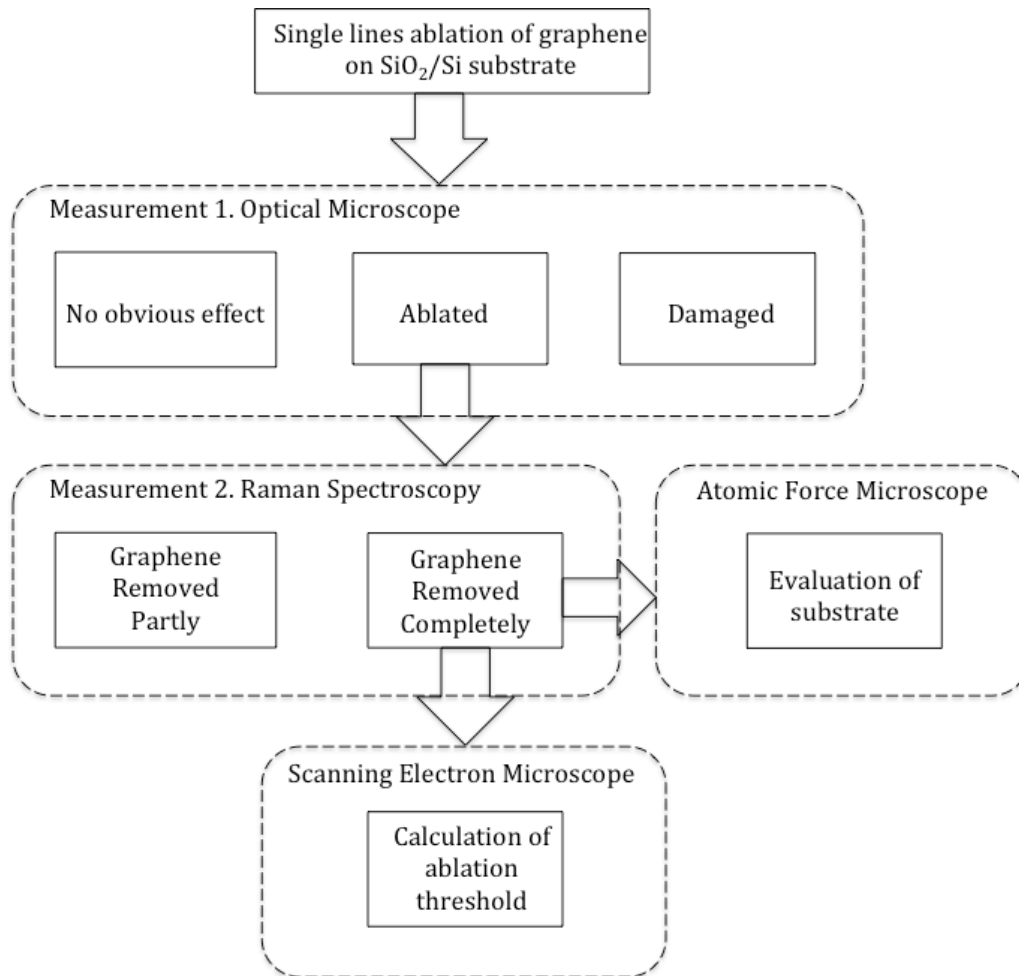 Single lines ablation of graphene
on SiO₂/Si substrate
Measurement 1. Optical Microscope
No obvious effect
Ablated
Damaged
Measurement 2. Raman Spectroscopy
Graphene
Removed
Partly
Graphene
Removed
Completely
Atomic Force Microscope
Evaluation of
substrate
Scanning Electron Microscope
Calculation of
ablation
threshold